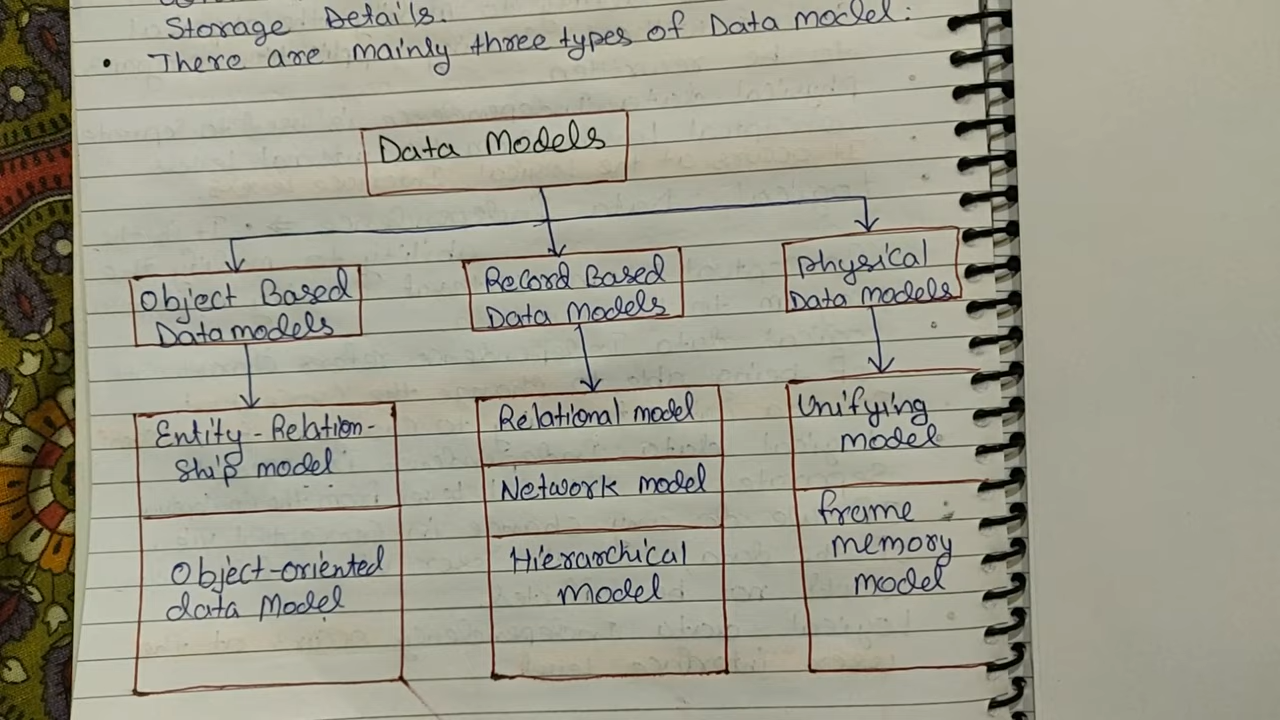 Storage Details.
• There are mainly three types of Data model:
Data Models
Object Based
Data models
Record Based
Data Models
physical
Data models
Entity-Relation-
Ship model
Object-oriented
data Model
Relational model
Network model
Hierarchical
Model
Unifying
model
frame
memory
model